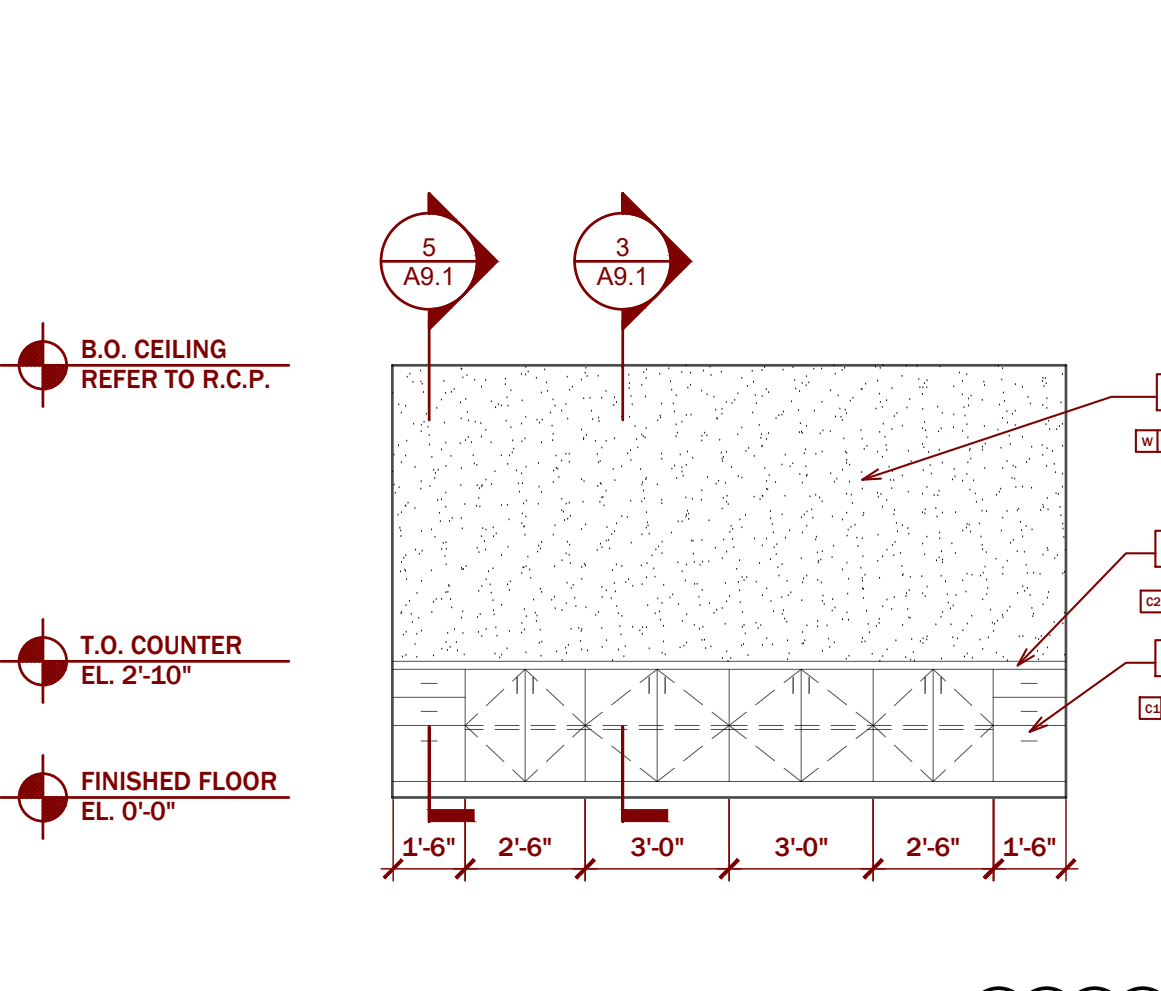 5
A9.1
3
A9.1
B.O. CEILING
REFER TO R.C.P.
W
C2
T.O. COUNTER
EL. 2'-10"
C1
FINISHED FLOOR
EL. 0'-0"
1'-6" 2'-6" 3'-0" 3'-0" 2'-6" 1'-6"